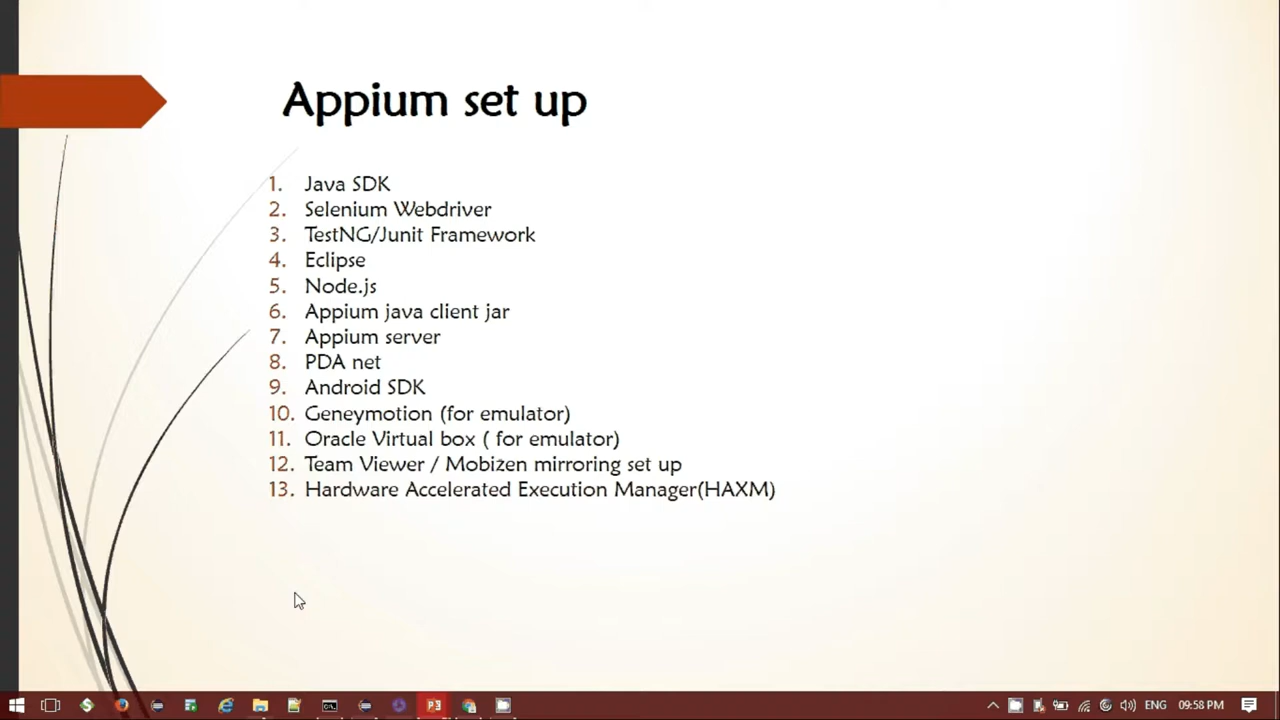 Appium set up
1. Java SDK
2. Selenium Webdriver
3. TestNG/Junit Framework
4. Eclipse
5. Node.js
6. Appium java client jar
7. Appium server
8. PDA net
9. Android SDK
10. Geneymotion (for emulator)
11. Oracle Virtual box ( for emulator)
12. Team Viewer / Mobizen mirroring set up
13. Hardware Accelerated Execution Manager(HAXM)
ENG 09:58 PM